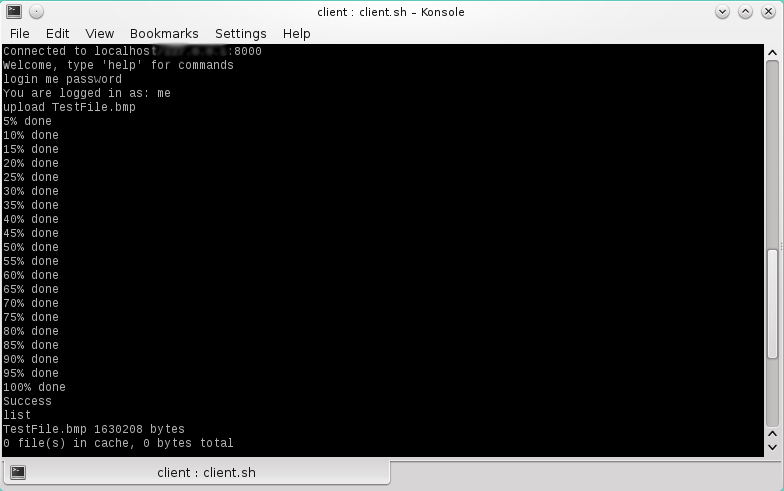 client : client.sh – Konsole
File Edit View Bookmarks Settings Help
Connected to localhost :8000
Welcome, type 'help' for commands
login me password
You are logged in as: me
upload TestFile.bmp
5% done
10% done
15% done
20% done
25% done
30% done
35% done
40% done
45% done
50% done
55% done
60% done
65% done
70% done
75% done
80% done
85% done
90% done
95% done
100% done
Success
list
TestFile.bmp 1630208 bytes
0 file(s) in cache, 0 bytes total
client : client.sh